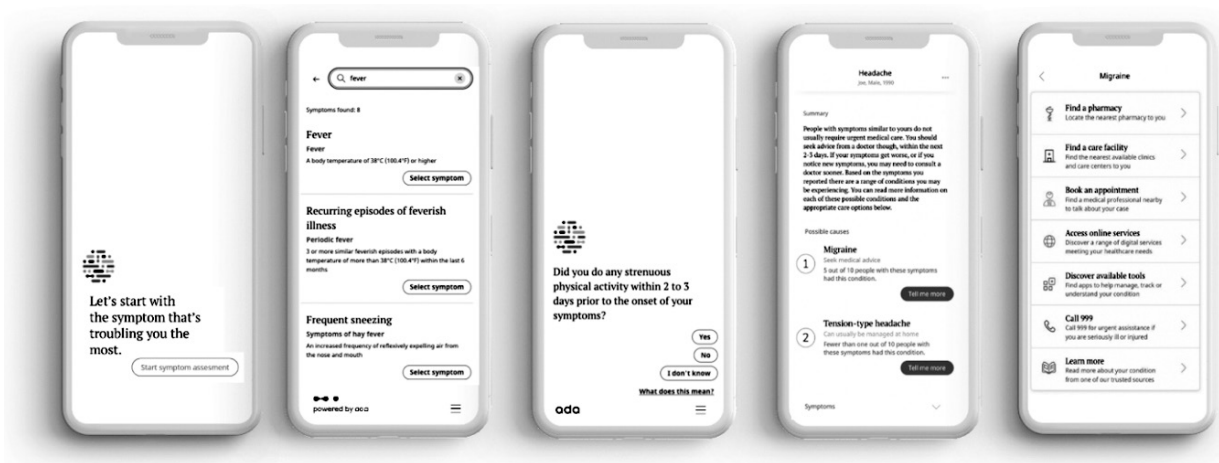 Let's start with
the symptom that's
troubling you the
most.
Start symptom assesment
fever
Symptoms found: 8
Fever
Fever
A body temperature of 38°C (100.4°F) or higher
Select symptom
Recurring episodes of feverish
illness
Periodic fever
3 or more similar feverish episodes with a body
temperature of more than 38°C (100.4°F) within the last 6
months
Select symptom
Frequent sneezing
Symptoms of hay fever
An increased frequency of reflexively expelling air from
the nose and mouth
Select symptom
powered by ada
Did you do any strenuous
physical activity within 2 to 3
days prior to the onset of your
symptoms?
Yes
No
I don't know
What does this mean?
ada
Headache
Summary
People with symptoms similar to yours do not
usually require urgent medical care. You should
seek advice from a doctor though, within the next
2-3 days. If your symptoms get worse, or if you
notice new symptoms, you may need to consult a
doctor sooner. Based on the symptoms you
reported there are a range of conditions you may
be experiencing. You can read more information on
each of these possible conditions and the
appropriate care options below.
Possible causes
1
Migraine
Seek medical advice
5 out of 10 people with these symptoms
had this condition.
Tell me more
2
Tension-type headache
Can usually be managed at home
Fewer than one out of 10 people with
these symptoms had this condition.
Tell me more
Symptoms
Migraine
Find a pharmacy
Locate the nearest pharmacy to you
Find a care facility
Find the nearest available clinics
and care centers to you
Book an appointment
Find a medical professional nearby
to talk about your case
Access online services
Discover a range of digital services
meeting your healthcare needs
Discover available tools
Find apps to help manage, track or
understand your condition
Call 999
Call 999 for urgent assistance if
you are seriously ill or injured
Learn more
Read more about your condition
from one of our trusted sources